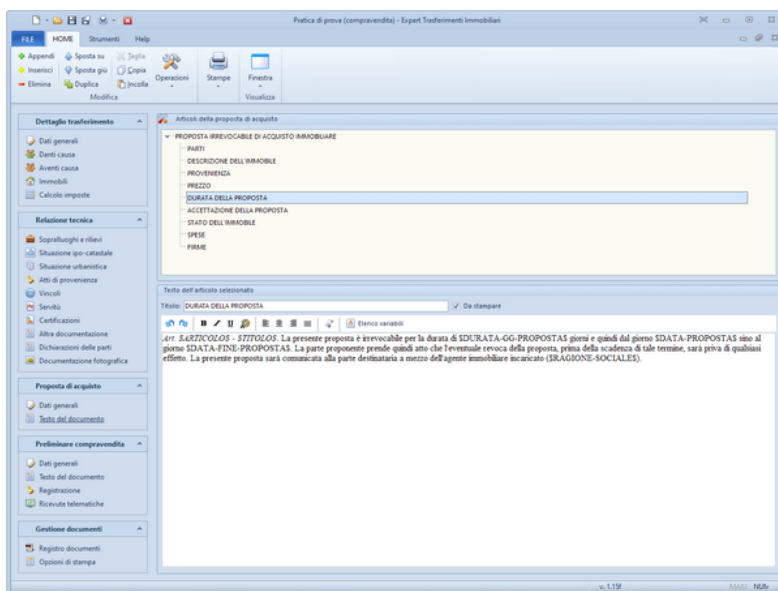 Pratica di prova (compravendita) - Expert Trasferimenti Immobiliari
FILE HOME Strumenti Help
Appendi Sposta su Taglia
Inserisci Sposta giù Copia
Elimina Duplica Incolla
Operazioni Stampe Finestra
Modifica Visualizza
Dettaglio trasferimento
Dati generali
Danti causa
Aventi causa
Immobili
Calcolo imposte
Relazione tecnica
Sopralluoghi e rilievi
Situazione ipo-catastale
Situazione urbanistica
Atti di provenienza
Vincoli
Servitù
Certificazioni
Altra documentazione
Dichiarazioni delle parti
Documentazione fotografica
Proposta di acquisto
Dati generali
Testo del documento
Preliminare compravendita
Dati generali
Testo del documento
Registrazione
Ricevute telematiche
Gestione documenti
Registro documenti
Opzioni di stampa
Articoli della proposta di acquisto
PROPOSTA IRREVOCABILE DI ACQUISTO IMMOBILIARE
PARTI
DESCRIZIONE DELL'IMMOBILE
PROVENIENZA
PREZZO
DURATA DELLA PROPOSTA
ACCETTAZIONE DELLA PROPOSTA
STATO DELL'IMMOBILE
SPESE
FIRME
Testo dell'articolo selezionato
Titolo: DURATA DELLA PROPOSTA Da stampare
B I U Elenco variabili
Art. $ARTICOLO$ - $TITOLO$. La presente proposta è irrevocabile per la durata di $DURATA-GG-PROPOSTA$ giorni e quindi dal giorno $DATA-PROPOSTA$ sino al
giorno $DATA-FINE-PROPOSTA$. La parte proponente prende quindi atto che l'eventuale revoca della proposta, prima della scadenza di tale termine, sarà priva di qualsiasi
effetto. La presente proposta sarà comunicata alla parte destinataria a mezzo dell'agente immobiliare incaricato ($RAGIONE-SOCIALE$).
v. 1.15f MAIU NUM